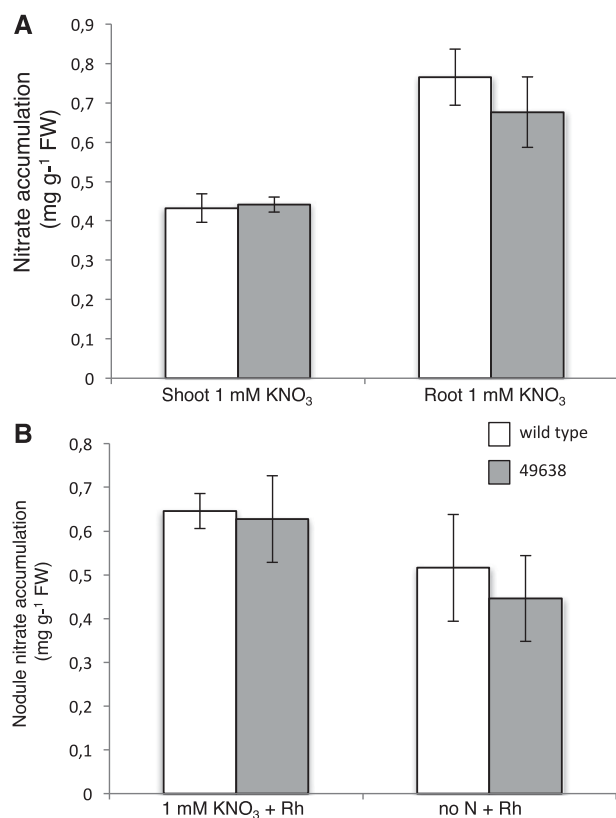 A
Nitrate accumulation
(mg g-¹ FW)
0,9
0,8
0,7
0,6
0,5
0,4
0,3
0,2
0,1
0
Shoot 1 mM KNO₃
Root 1 mM KNO₃
B
wild type
49638
Nodule nitrate accumulation
(mg g-¹ FW)
0,8
0,7
0,6
0,5
0,4
0,3
0,2
0,1
0
1 mM KNO₃ + Rh
no N + Rh